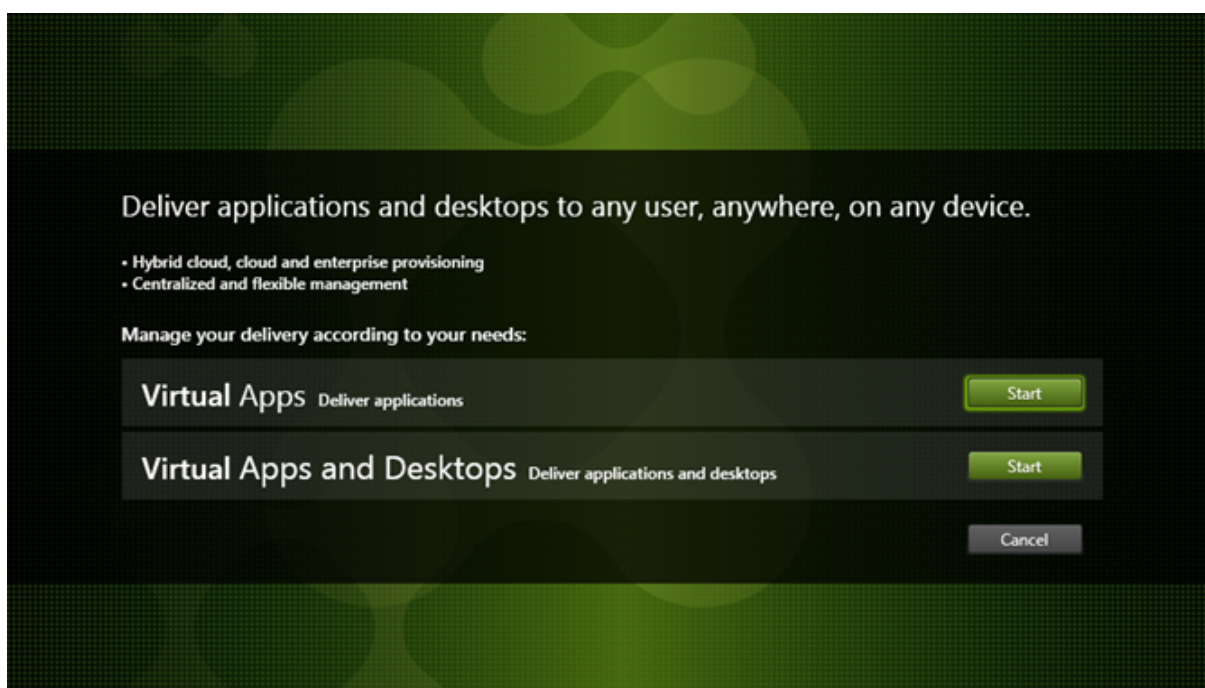 Deliver applications and desktops to any user, anywhere, on any device.
• Hybrid cloud, cloud and enterprise provisioning
• Centralized and flexible management
Manage your delivery according to your needs:
Virtual Apps Deliver applications Start
Virtual Apps and Desktops Deliver applications and desktops Start
Cancel